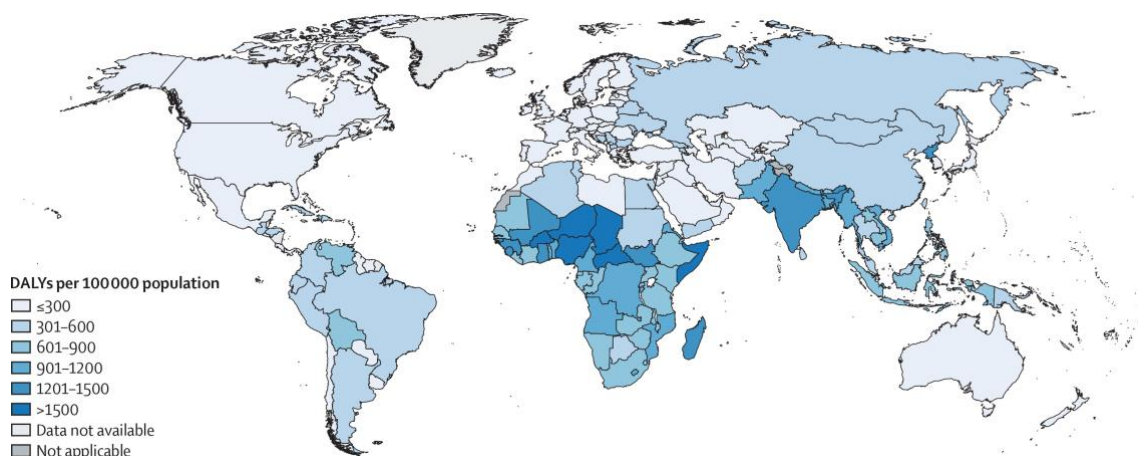 DALYs per 100 000 population
≤300
301–600
601–900
901–1200
1201–1500
>1500
Data not available
Not applicable